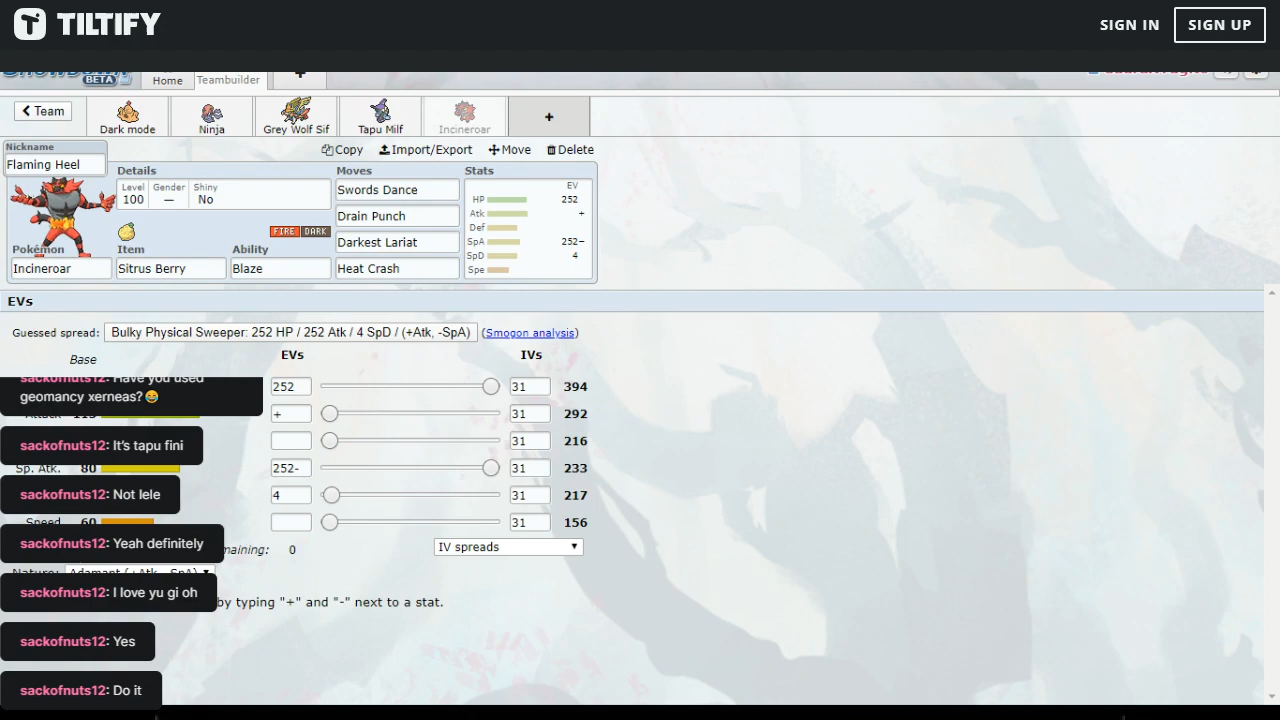 TILTIFY
SIGN IN
SIGN UP
BETA
Home
Teambuilder
Team
Dark mode
Ninja
Grey Wolf Sif
Tapu Milf
Incineroar
+
Copy
Import/Export
Move
Delete
Nickname
Flaming Heel
Details
Level
100
Gender
—
Shiny
No
FIRE DARK
Pokémon
Incineroar
Item
Sitrus Berry
Ability
Blaze
Moves
Swords Dance
Drain Punch
Darkest Lariat
Heat Crash
Stats
EV
HP 252
Atk +
Def
SpA 252−
SpD 4
Spe
EVs
Guessed spread: Bulky Physical Sweeper: 252 HP / 252 Atk / 4 SpD / (+Atk, -SpA) (Smogon analysis)
Base EVs IVs
252 31 394
+ 31 292
31 216
Sp. Atk. 80 252- 31 233
4 31 217
Speed 60 31 156
maining: 0
IV spreads
Nature: Adamant (+Atk, -SpA)
by typing "+" and "-" next to a stat.
sackofnuts12: Have you used
geomancy xerneas?😂
sackofnuts12: It's tapu fini
sackofnuts12: Not lele
sackofnuts12: Yeah definitely
sackofnuts12: I love yu gi oh
sackofnuts12: Yes
sackofnuts12: Do it